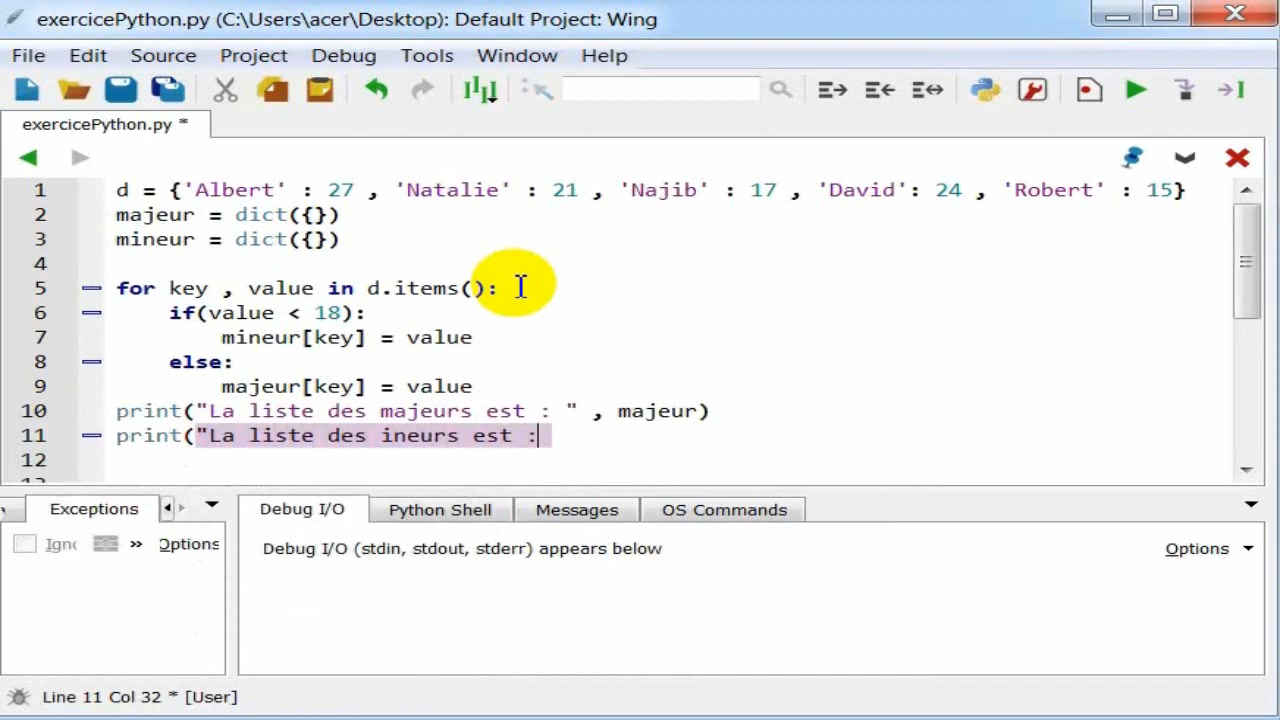 exercicePython.py (C:\Users\acer\Desktop): Default Project: Wing
File Edit Source Project Debug Tools Window Help
exercicePython.py *
1 d = {'Albert' : 27 , 'Natalie' : 21 , 'Najib' : 17 , 'David': 24 , 'Robert' : 15}
2 majeur = dict({})
3 mineur = dict({})
4
5 for key , value in d.items():
6 if(value < 18):
7 mineur[key] = value
8 else:
9 majeur[key] = value
10 print("La liste des majeurs est : " , majeur)
11 print("La liste des ineurs est :
12
Exceptions
Debug I/O Python Shell Messages OS Commands
» Options
Debug I/O (stdin, stdout, stderr) appears below
Options
Line 11 Col 32 * [User]